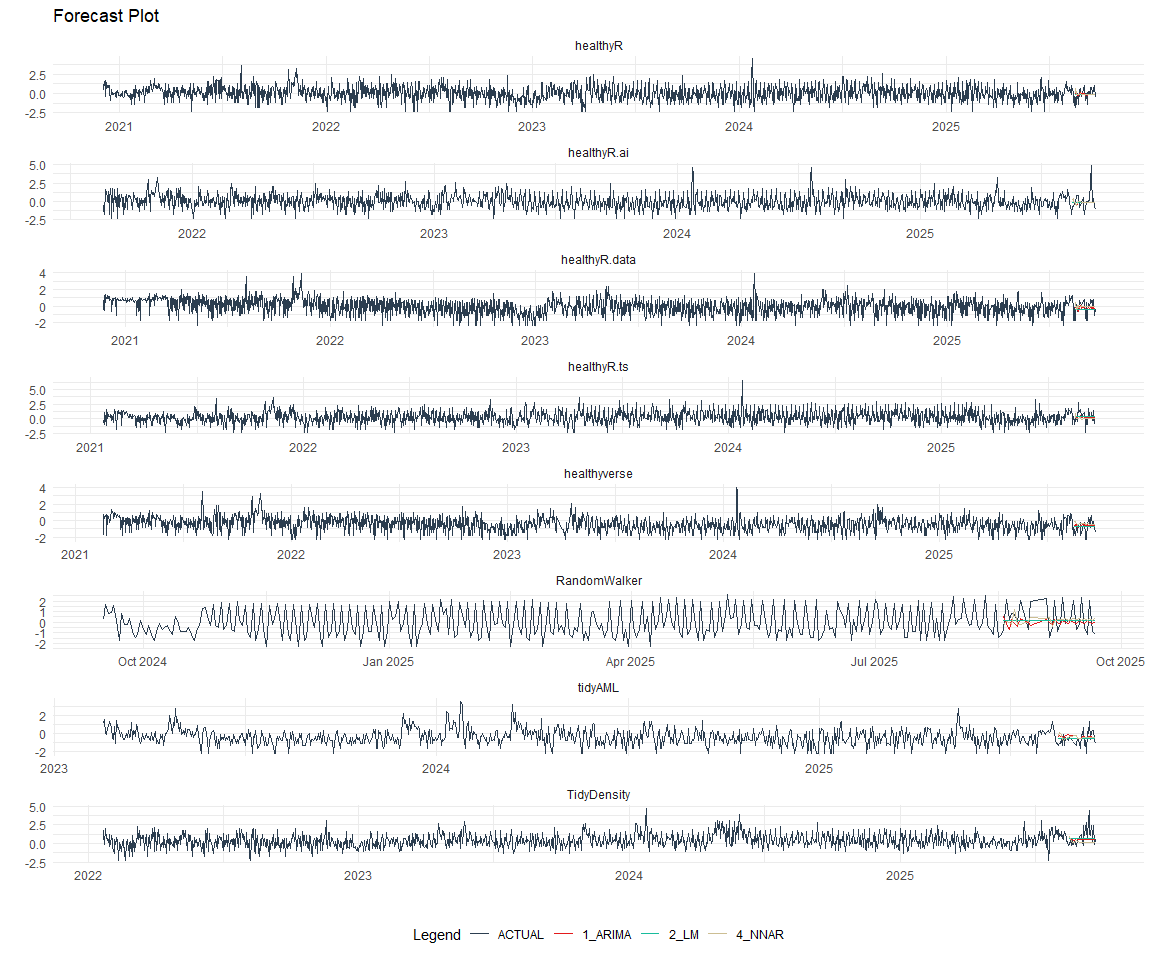 Forecast Plot
healthyR
2.5
0.0
-2.5
2021 2022 2023 2024 2025
healthyR.ai
5.0
2.5
0.0
-2.5
2022 2023 2024 2025
healthyR.data
4
2
0
-2
2021 2022 2023 2024 2025
healthyR.ts
5.0
2.5
0.0
-2.5
2021 2022 2023 2024 2025
healthyverse
4
2
0
-2
2021 2022 2023 2024 2025
RandomWalker
2
1
0
-1
-2
Oct 2024 Jan 2025 Apr 2025 Jul 2025 Oct 2025
tidyAML
2
0
-2
2023 2024 2025
TidyDensity
5.0
2.5
0.0
-2.5
2022 2023 2024 2025
Legend ACTUAL 1_ARIMA 2_LM 4_NNAR